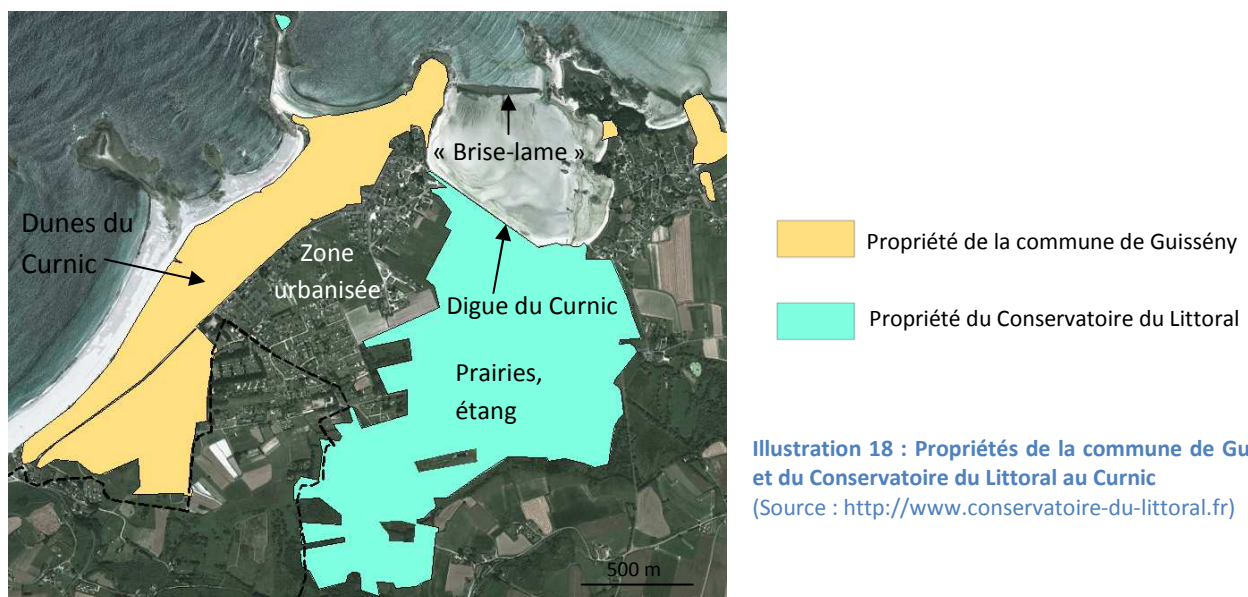 « Brise-lame »
Dunes du
Curnic
Zone
urbanisée
Digue du Curnic
Prairies,
étang
500 m
Propriété de la commune de Guissény
Propriété du Conservatoire du Littoral
Illustration 18 : Propriétés de la commune de Gui
et du Conservatoire du Littoral au Curnic
(Source : http://www.conservatoire-du-littoral.fr)